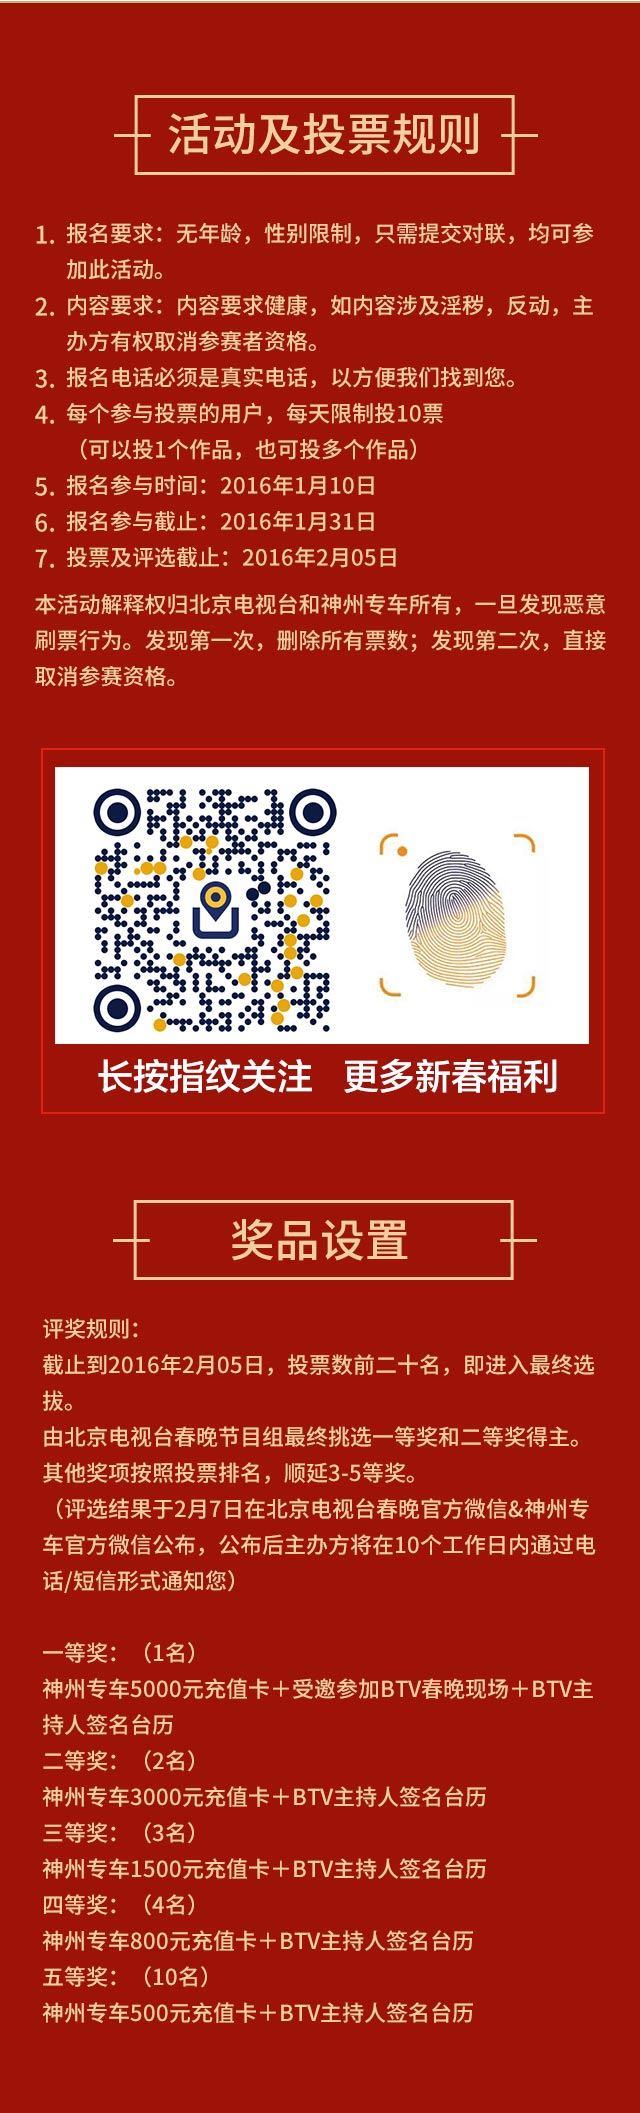 活动及投票规则
1. 报名要求：无年龄，性别限制，只需提交对联，均可参
加此活动。
2. 内容要求：内容要求健康，如内容涉及淫秽，反动，主
办方有权取消参赛者资格。
3. 报名电话必须是真实电话，以方便我们找到您。
4. 每个参与投票的用户，每天限制投10票
（可以投1个作品，也可投多个作品）
5. 报名参与时间：2016年1月10日
6. 报名参与截止：2016年1月31日
7. 投票及评选截止：2016年2月05日
本活动解释权归北京电视台和神州专车所有，一旦发现恶意
刷票行为。发现第一次，删除所有票数；发现第二次，直接
取消参赛资格。
长按指纹关注 更多新春福利
奖品设置
评奖规则：
截止到2016年2月05日，投票数前二十名，即进入最终选
拔。
由北京电视台春晚节目组最终挑选一等奖和二等奖得主。
其他奖项按照投票排名，顺延3-5等奖。
（评选结果于2月7日在北京电视台春晚官方微信&神州专
车官方微信公布，公布后主办方将在10个工作日内通过电
话/短信形式通知您）
一等奖：（1名）
神州专车5000元充值卡＋受邀参加BTV春晚现场＋BTV主
持人签名台历
二等奖：（2名）
神州专车3000元充值卡＋BTV主持人签名台历
三等奖：（3名）
神州专车1500元充值卡＋BTV主持人签名台历
四等奖：（4名）
神州专车800元充值卡＋BTV主持人签名台历
五等奖：（10名）
神州专车500元充值卡＋BTV主持人签名台历